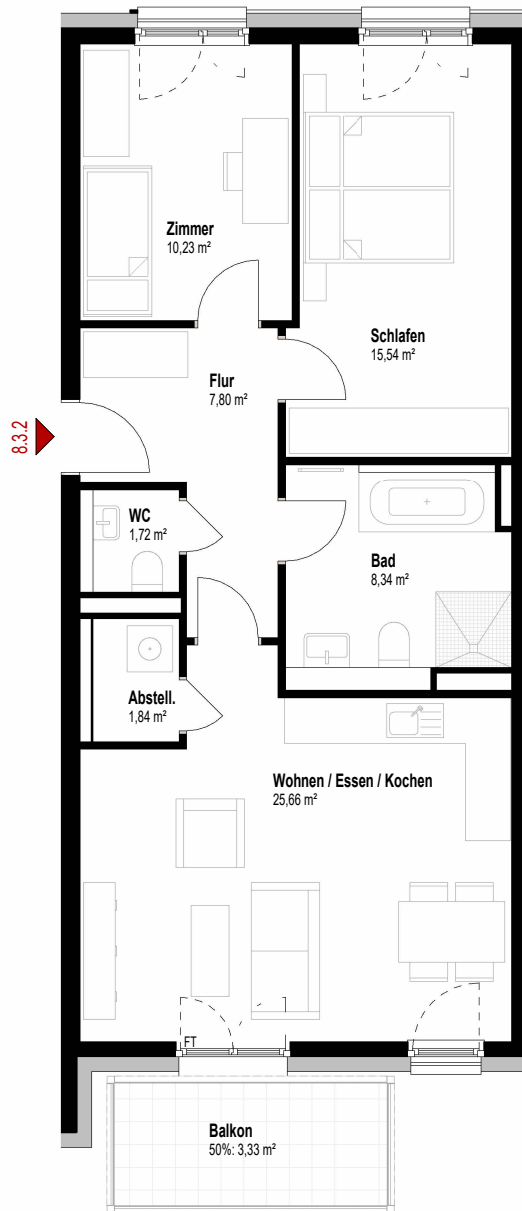 Zimmer
10,23 m²
Schlafen
15,54 m²
Flur
7,80 m²
8.3.2
WC
1,72 m²
Bad
8,34 m²
Abstell.
1,84 m²
Wohnen / Essen / Kochen
25,66 m²
FT
Balkon
50%: 3,33 m²